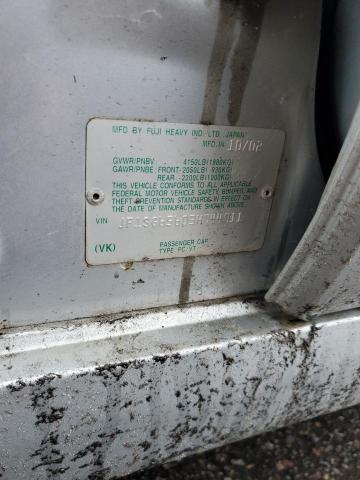 MFD. BY FUJI HEAVY IND. LTD. JAPAN
MFD. IN 10/02
GVWR/PNBV 4150LB(1880KG)
GAWR/PNBE: FRONT-2050LB( 930KG)
REAR -2200LB(1000KG)
THIS VEHICLE CONFORMS TO ALL APPLICABLE
FEDERAL MOTOR VEHICLE SAFETY, BUMPER, AND
THEFT PREVENTION STANDARDS IN EFFECT ON
THE DATE OF MANUFACTURE SHOWN ABOVE.
VIN
(VK)
PASSENGER CAR
TYPE PC/VT